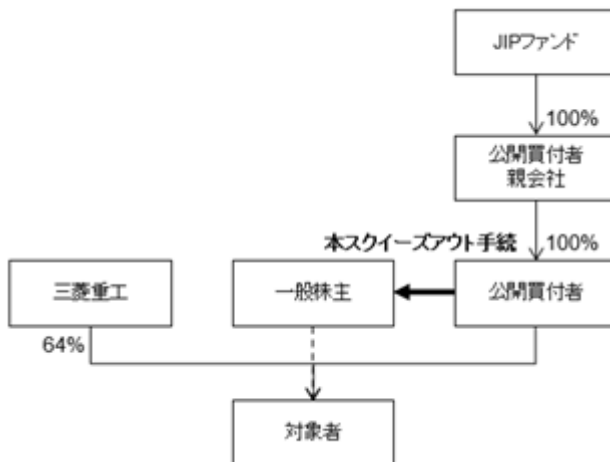 JIPファンド
100%
公開買付者
親会社
本スクイーズアウト手続
100%
三菱重工
一般株主
公開買付者
64%
対象者